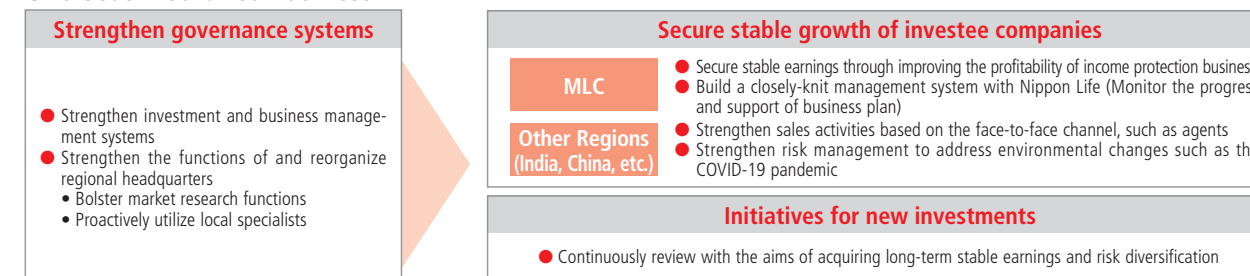 Strengthen governance systems
● Strengthen investment and business manage-
ment systems
● Strengthen the functions of and reorganize
regional headquarters
• Bolster market research functions
• Proactively utilize local specialists
Secure stable growth of investee companies
MLC
● Secure stable earnings through improving the profitability of income protection busines
● Build a closely-knit management system with Nippon Life (Monitor the progres
and support of business plan)
Other Regions
(India, China, etc.)
● Strengthen sales activities based on the face-to-face channel, such as agents
● Strengthen risk management to address environmental changes such as th
COVID-19 pandemic
Initiatives for new investments
● Continuously review with the aims of acquiring long-term stable earnings and risk diversification